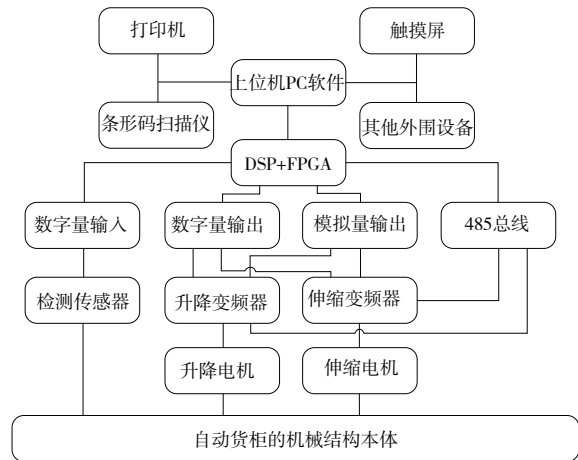 打印机
触摸屏
上位机PC软件
条形码扫描仪
其他外围设备
DSP+FPGA
数字量输入
数字量输出
模拟量输出
485总线
检测传感器
升降变频器
伸缩变频器
升降电机
伸缩电机
自动货柜的机械结构本体